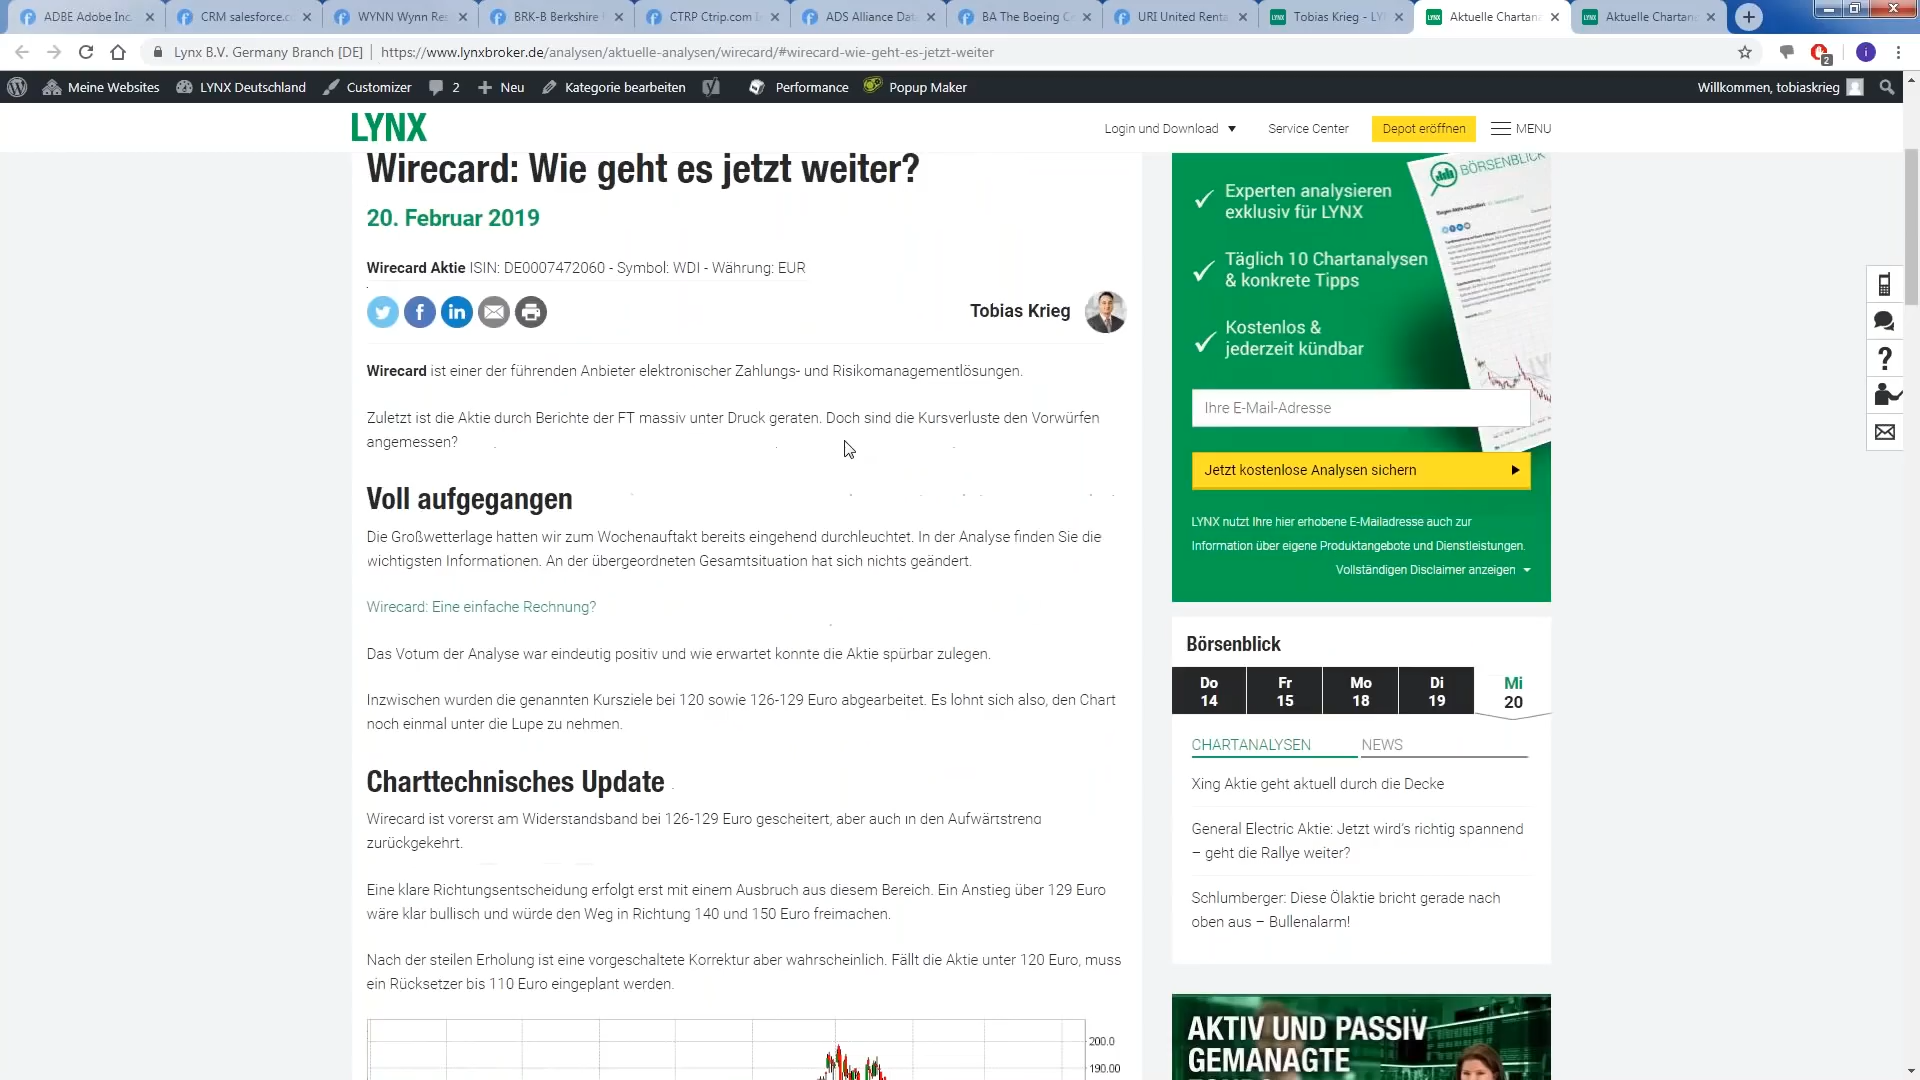 ADBE Adobe Inc.
CRM salesforce.c
WYNN Wynn Res
BRK-B Berkshire
CTRP Ctrip.com
ADS Alliance Dat
BA The Boeing C
URI United Renta
Tobias Krieg - LY
Aktuelle Chartan
Aktuelle Chartan
Lynx B.V. Germany Branch [DE] | https://www.lynxbroker.de/analysen/aktuelle-analysen/wirecard/#wirecard-wie-geht-es-jetzt-weiter
2
Meine Websites
LYNX Deutschland
Customizer
2
Neu
Kategorie bearbeiten
Performance
Popup Maker
Willkommen, tobiaskrieg
LYNX
Login und Download
Service Center
Depot eröffnen
MENU
Wirecard: Wie geht es jetzt weiter?
20. Februar 2019
Wirecard Aktie ISIN: DE0007472060 - Symbol: WDI - Währung: EUR
Tobias Krieg
Wirecard ist einer der führenden Anbieter elektronischer Zahlungs- und Risikomanagementlösungen.
Zuletzt ist die Aktie durch Berichte der FT massiv unter Druck geraten. Doch sind die Kursverluste den Vorwürfen
angemessen?
Voll aufgegangen
Die Großwetterlage hatten wir zum Wochenauftakt bereits eingehend durchleuchtet. In der Analyse finden Sie die
wichtigsten Informationen. An der übergeordneten Gesamtsituation hat sich nichts geändert.
Wirecard: Eine einfache Rechnung?
Das Votum der Analyse war eindeutig positiv und wie erwartet konnte die Aktie spürbar zulegen.
Inzwischen wurden die genannten Kursziele bei 120 sowie 126-129 Euro abgearbeitet. Es lohnt sich also, den Chart
noch einmal unter die Lupe zu nehmen.
Charttechnisches Update
Wirecard ist vorerst am Widerstandsband bei 126-129 Euro gescheitert, aber auch in den Aufwärtstrend
zurückgekehrt.
Eine klare Richtungsentscheidung erfolgt erst mit einem Ausbruch aus diesem Bereich. Ein Anstieg über 129 Euro
wäre klar bullisch und würde den Weg in Richtung 140 und 150 Euro freimachen.
Nach der steilen Erholung ist eine vorgeschaltete Korrektur aber wahrscheinlich. Fällt die Aktie unter 120 Euro, muss
ein Rücksetzer bis 110 Euro eingeplant werden.
200.0
190.00
BÖRSENBLICK
Experten analysieren
exklusiv für LYNX
Täglich 10 Chartanalysen
& konkrete Tipps
Kostenlos &
jederzeit kündbar
Ihre E-Mail-Adresse
Jetzt kostenlose Analysen sichern
LYNX nutzt Ihre hier erhobene E-Mailadresse auch zur
Information über eigene Produktangebote und Dienstleistungen.
Vollständigen Disclaimer anzeigen
Börsenblick
Do Fr Mo Di Mi
14 15 18 19 20
CHARTANALYSEN NEWS
Xing Aktie geht aktuell durch die Decke
General Electric Aktie: Jetzt wird's richtig spannend
– geht die Rallye weiter?
Schlumberger: Diese Ölaktie bricht gerade nach
oben aus – Bullenalarm!
AKTIV UND PASSIV
GEMANAGTE